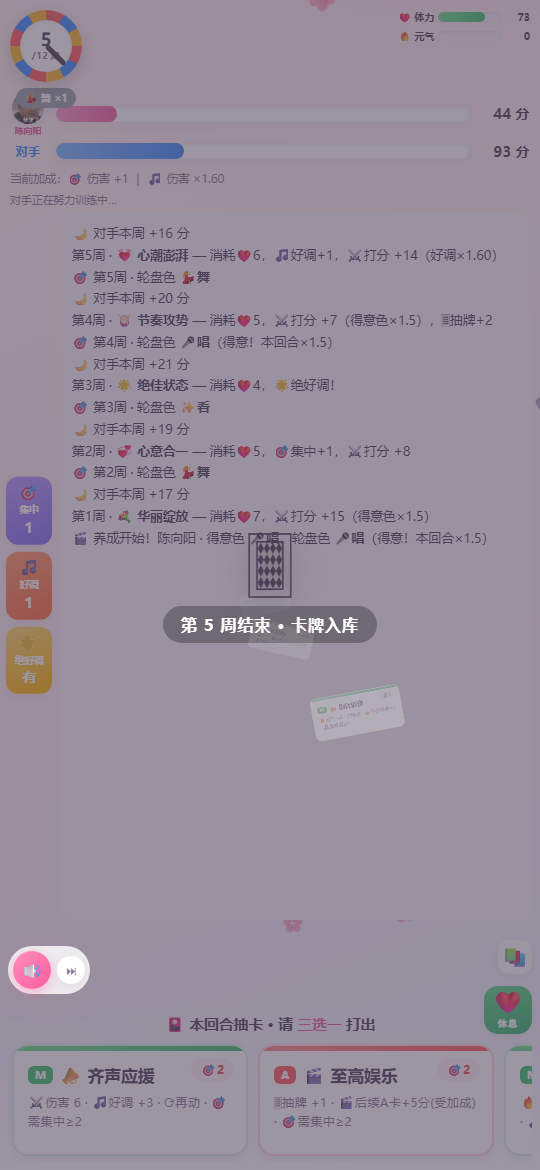 5
/12
体力 73
元气 0
舞 ×1
陈向阳
44 分
对手
93 分
当前加成: 伤害 +1 | 伤害 ×1.60
对手正在努力训练中...
对手本周 +16 分
第5周 · 心潮澎湃 — 消耗 6, 好调+1, 打分 +14（好调×1.60）
第5周 · 轮盘色 舞
对手本周 +20 分
第4周 · 节奏攻势 — 消耗 5, 打分 +7（得意色×1.5）, 抽牌+2
第4周 · 轮盘色 唱（得意！本回合×1.5）
对手本周 +21 分
第3周 · 绝佳状态 — 消耗 4, 绝好调！
第3周 · 轮盘色
对手本周 +19 分
第2周 · 心意合一 — 消耗 5, 集中+1, 打分 +8
第2周 · 轮盘色 舞
对手本周 +17 分
第1周 · 华丽绽放 — 消耗 7, 打分 +15（得意色×1.5）
养成开始！陈向阳 · 得意色 唱 轮盘色 唱（得意！本回合×1.5）
集中
1
好调
1
绝好调
有
第 5 周结束 • 卡牌入库
休息
本回合抽卡 • 请 三选一 打出
M 齐声应援 2
伤害 6 · 好调 +3 · 再动 ·
需集中≥2
A 至高娱乐 2
抽牌 +1 · 后续A卡+5分(受加成)
· 需集中≥2